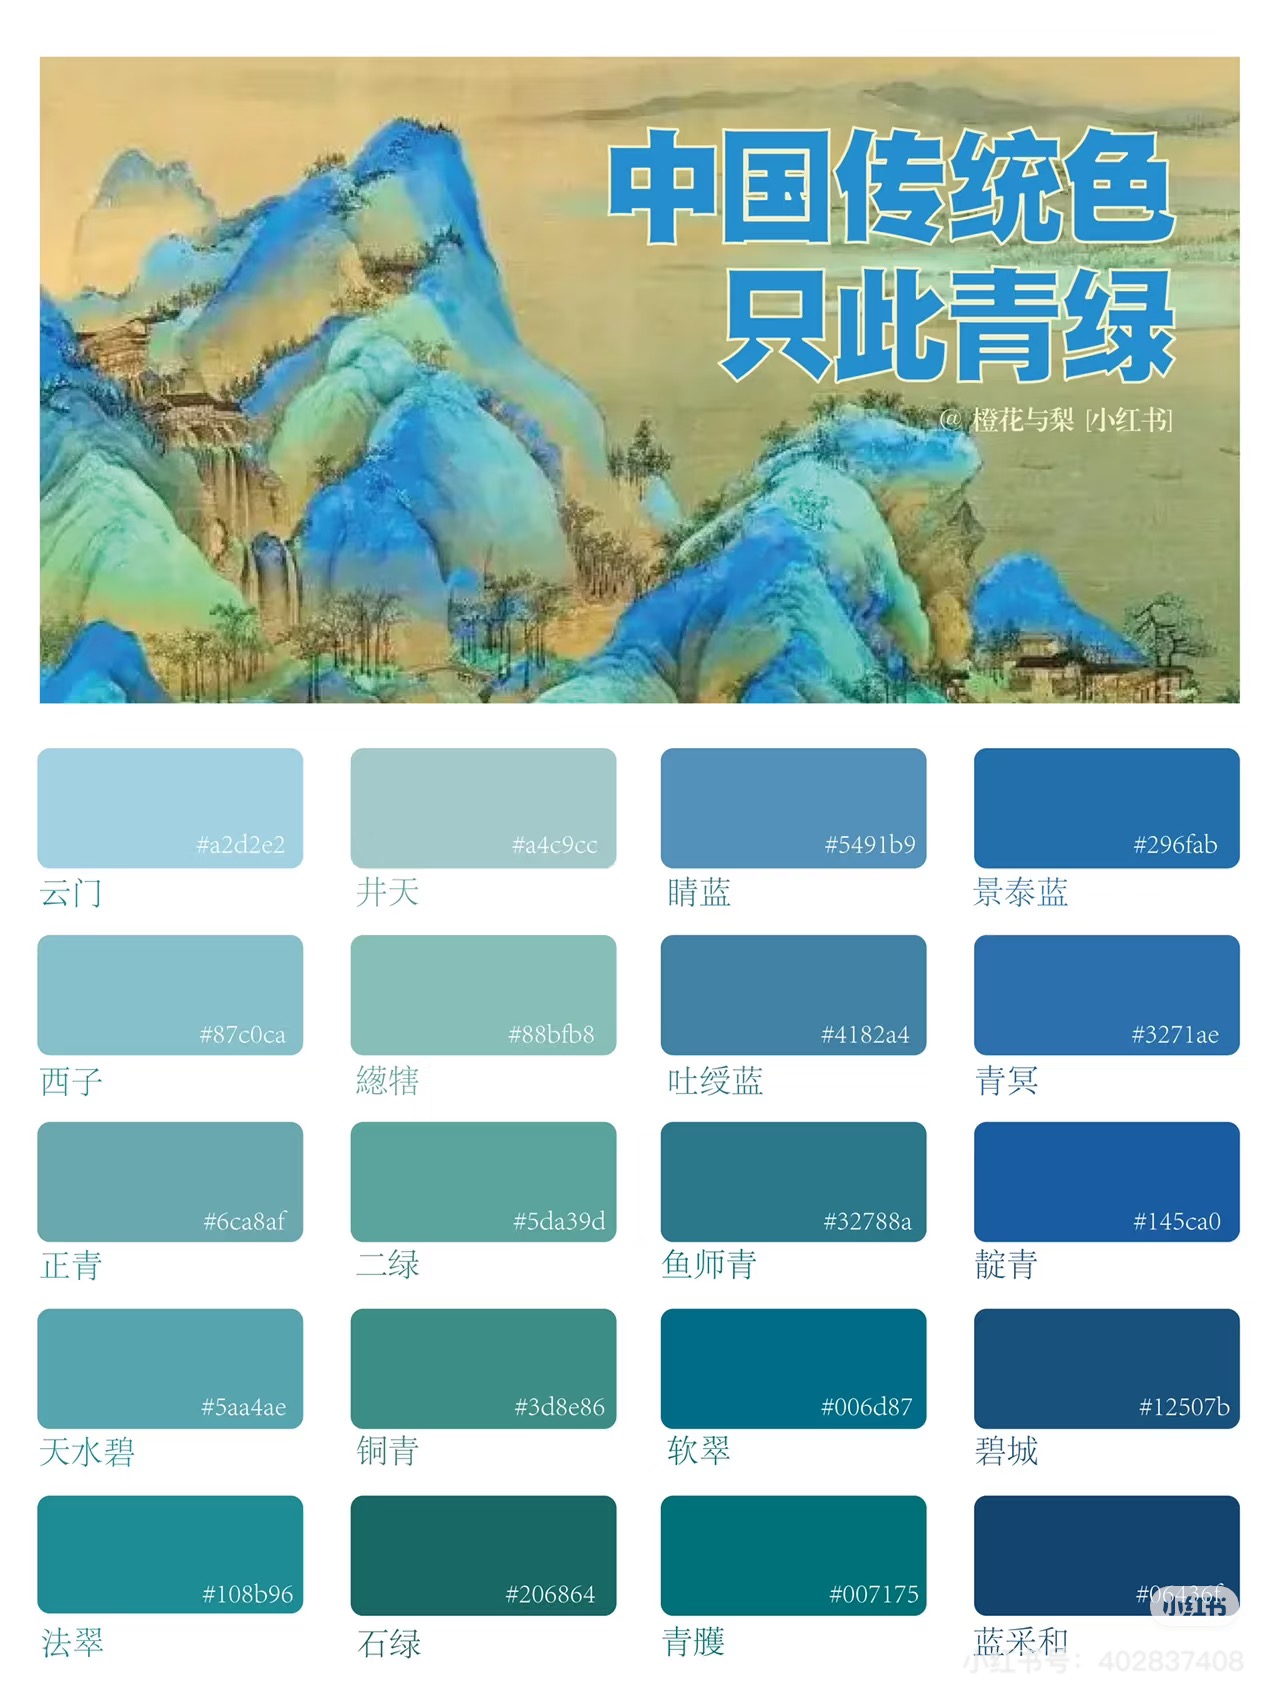 中国传统色
只此青绿
@ 橙花与梨 [小红书]
#a2d2e2
#a4c9cc
#5491b9
#296fab
云门
井天
睛蓝
景泰蓝
#87c0ca
#88bfb8
#4182a4
#3271ae
西子
繱犗
吐绶蓝
青冥
#6ca8af
#5da39d
#32788a
#145ca0
正青
二绿
鱼师青
靛青
#5aa4ae
#3d8e86
#006d87
#12507b
天水碧
铜青
软翠
碧城
#108b96
#206864
#007175
#06436f
小红书
法翠
石绿
青雘
蓝采和
小红书号：402837408